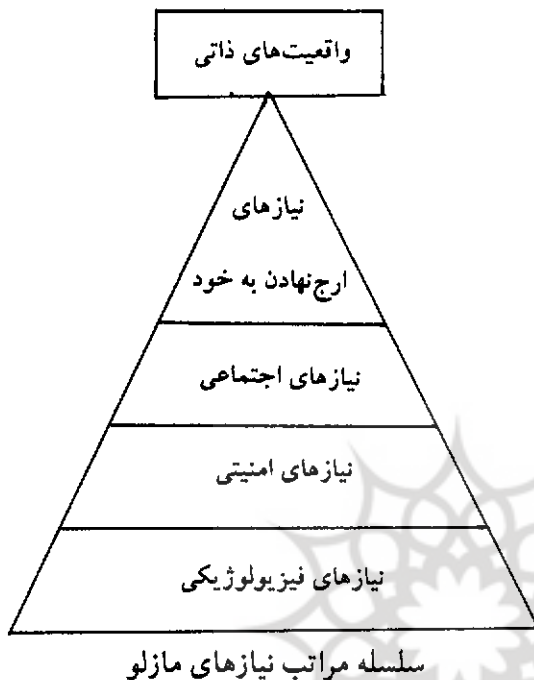 واقعیت‌های ذاتی
نیازهای
ارج‌نهادن به خود
نیازهای اجتماعی
نیازهای امنیتی
نیازهای فیزیولوژیکی
سلسله مراتب نیازهای مازلو